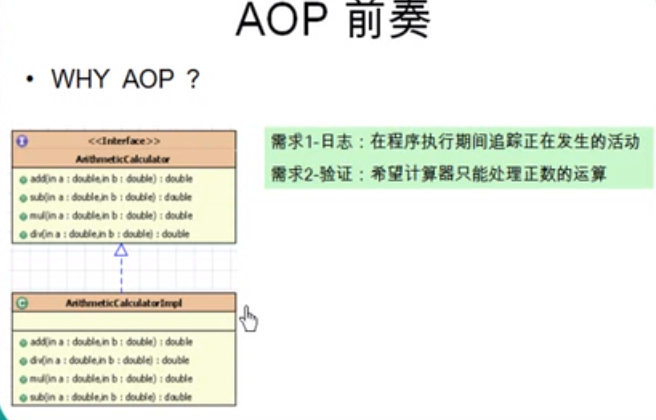 AOP 前奏
• WHY AOP ?
<<Interface>>
ArithmeticCalculator
add(in a : double,in b : double) : double
sub(in a : double,in b : double) : double
mul(in a : double,in b : double) : double
div(in a : double,in b : double) : double
需求1-日志：在程序执行期间追踪正在发生的活动
需求2-验证：希望计算器只能处理正数的运算
ArithmeticCalculatorImpl
add(in a : double,in b : double) : double
div(in a : double,in b : double) : double
mul(in a : double,in b : double) : double
sub(in a : double,in b : double) : double